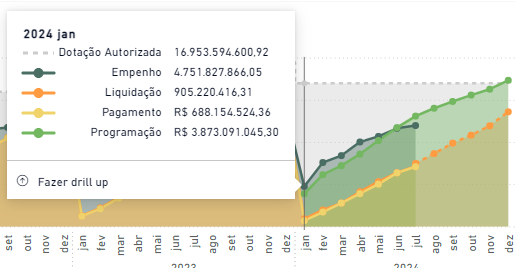 2024 jan
Dotação Autorizada 16.953.594.600,92
Empenho 4.751.827.866,05
Liquidação 905.220.416,31
Pagamento R$ 688.154.524,36
Programação R$ 3.873.091.045,30
Fazer drill up
set out nov dez jan fev mar abr mai jun jul ago set out nov dez jan fev mar abr mai jun jul ago set out nov dez
2023 2024